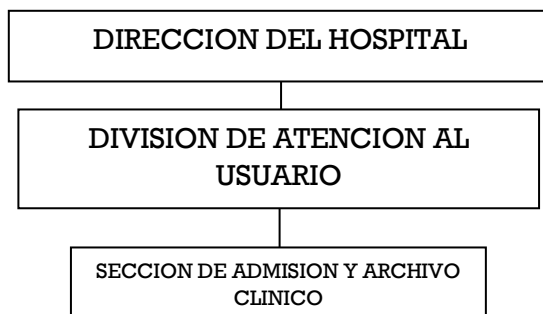 DIRECCION DEL HOSPITAL
DIVISION DE ATENCION AL
USUARIO
SECCION DE ADMISION Y ARCHIVO
CLINICO